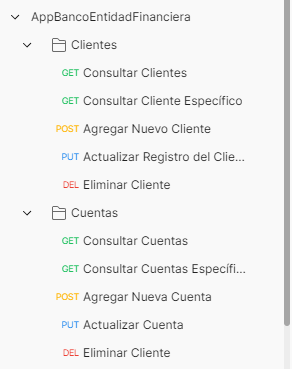 AppBancoEntidadFinanciera
Clientes
GET Consultar Clientes
GET Consultar Cliente Específico
POST Agregar Nuevo Cliente
PUT Actualizar Registro del Clie...
DEL Eliminar Cliente
Cuentas
GET Consultar Cuentas
GET Consultar Cuentas Específi...
POST Agregar Nueva Cuenta
PUT Actualizar Cuenta
DEL Eliminar Cliente